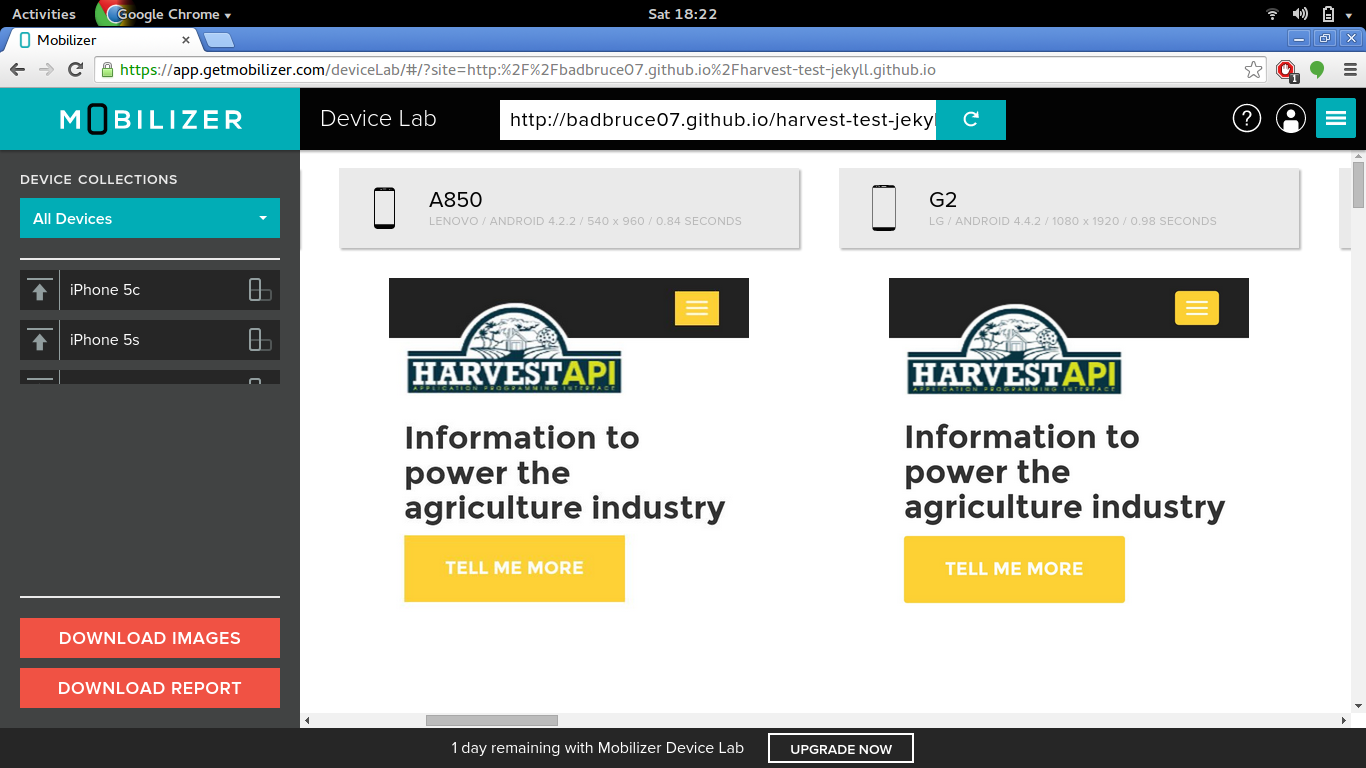 Activities
Google Chrome
Sat 18:22
Mobilizer
https://app.getmobilizer.com/deviceLab/#/?site=http:%2F%2Fbadbruce07.github.io%2Fharvest-test-jekyll.github.io
1
MOBILIZER
Device Lab
http://badbruce07.github.io/harvest-test-jekyl
?
DEVICE COLLECTIONS
All Devices
iPhone 5c
iPhone 5s
DOWNLOAD IMAGES
DOWNLOAD REPORT
A850
LENOVO / ANDROID 4.2.2 / 540 x 960 / 0.84 SECONDS
HARVESTAPI
APPLICATION PROGRAMMING INTERFACE
Information to
power the
agriculture industry
TELL ME MORE
G2
LG / ANDROID 4.4.2 / 1080 x 1920 / 0.98 SECONDS
HARVESTAPI
APPLICATION PROGRAMMING INTERFACE
Information to
power the
agriculture industry
TELL ME MORE
1 day remaining with Mobilizer Device Lab
UPGRADE NOW